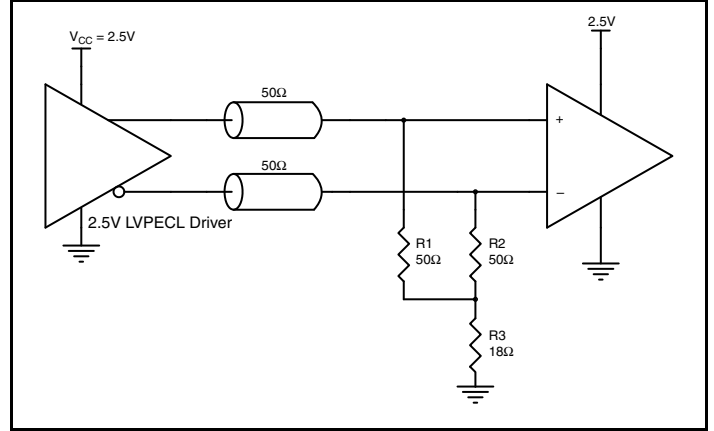 V_CC = 2.5V
2.5V
50Ω
50Ω
+
–
2.5V LVPECL Driver
R1
50Ω
R2
50Ω
R3
18Ω